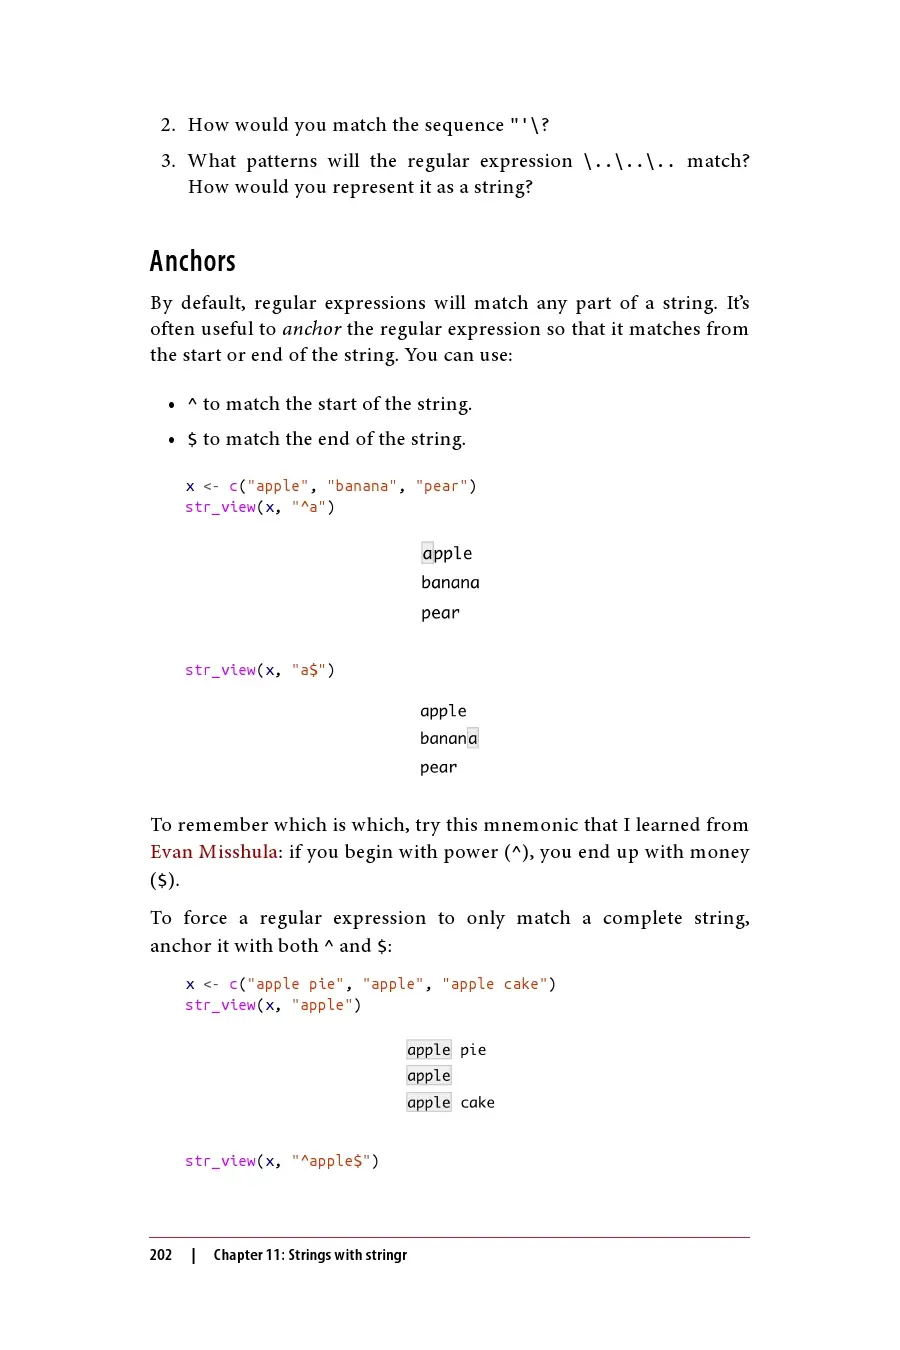 2. How would you match the sequence "'\?
3. What patterns will the regular expression \..\..\.. match?
How would you represent it as a string?
Anchors
By default, regular expressions will match any part of a string. It’s
often useful to anchor the regular expression so that it matches from
the start or end of the string. You can use:
• ^ to match the start of the string.
• $ to match the end of the string.
x <- c("apple", "banana", "pear")
str_view(x, "^a")
apple
banana
pear
str_view(x, "a$")
apple
banana
pear
To remember which is which, try this mnemonic that I learned from
Evan Misshula: if you begin with power (^), you end up with money
($).
To force a regular expression to only match a complete string,
anchor it with both ^ and $:
x <- c("apple pie", "apple", "apple cake")
str_view(x, "apple")
apple pie
apple
apple cake
str_view(x, "^apple$")
202 | Chapter 11: Strings with stringr